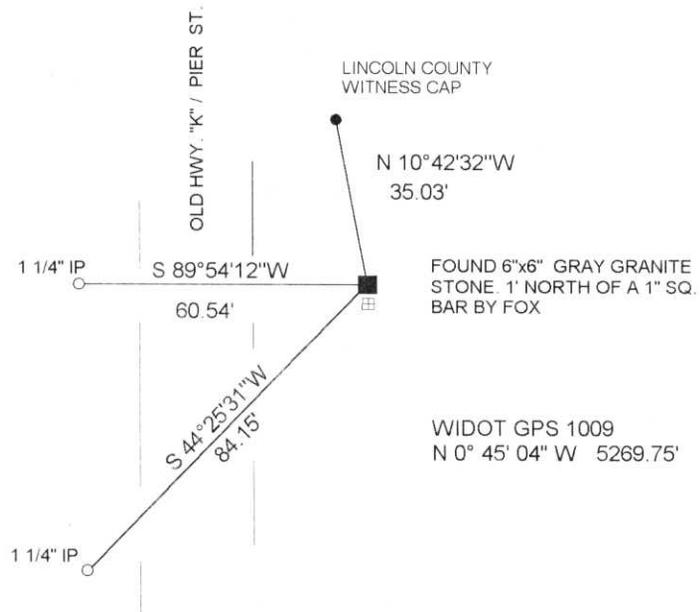 OLD HWY. "K" / PIER ST.
LINCOLN COUNTY
WITNESS CAP
N 10°42'32"W
35.03'
1 1/4" IP
S 89°54'12"W
60.54'
FOUND 6"x6" GRAY GRANITE
STONE. 1' NORTH OF A 1" SQ.
BAR BY FOX
S 44°25'31"W
84.15'
WIDOT GPS 1009
N 0° 45' 04" W 5269.75'
1 1/4" IP